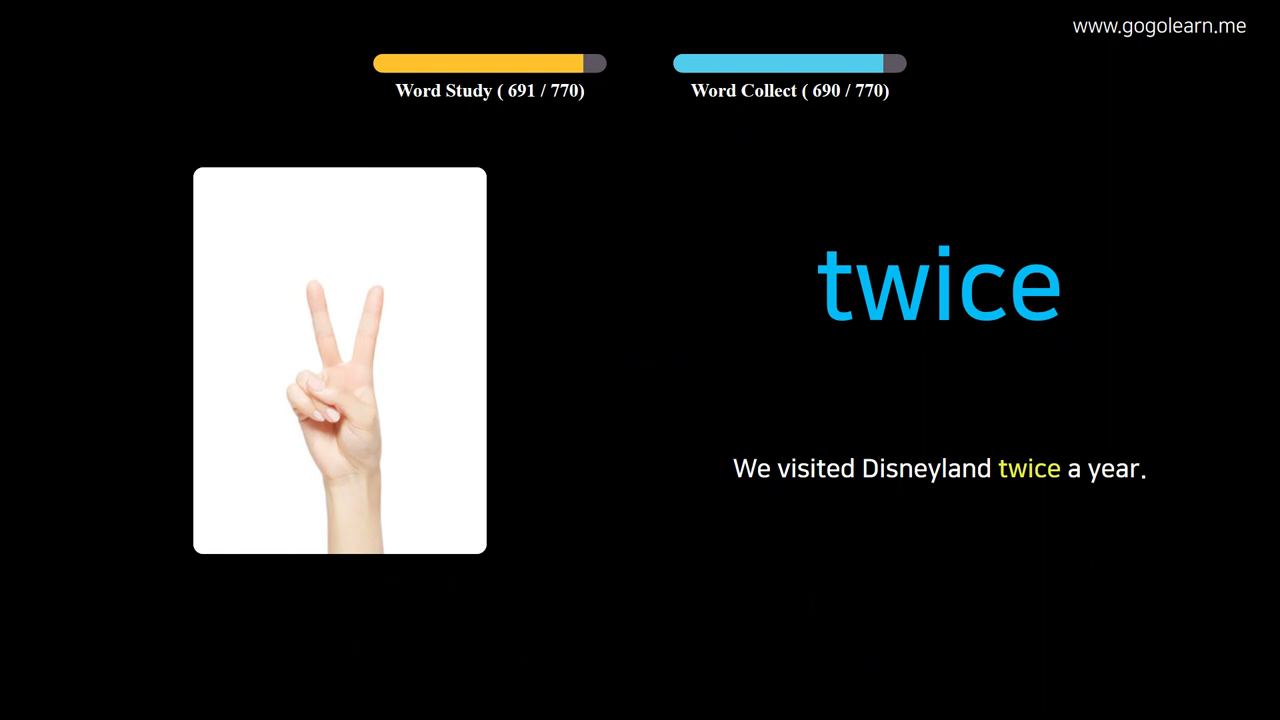 www.gogolearn.me
Word Study ( 691 / 770)
Word Collect ( 690 / 770)
twice
We visited Disneyland twice a year.